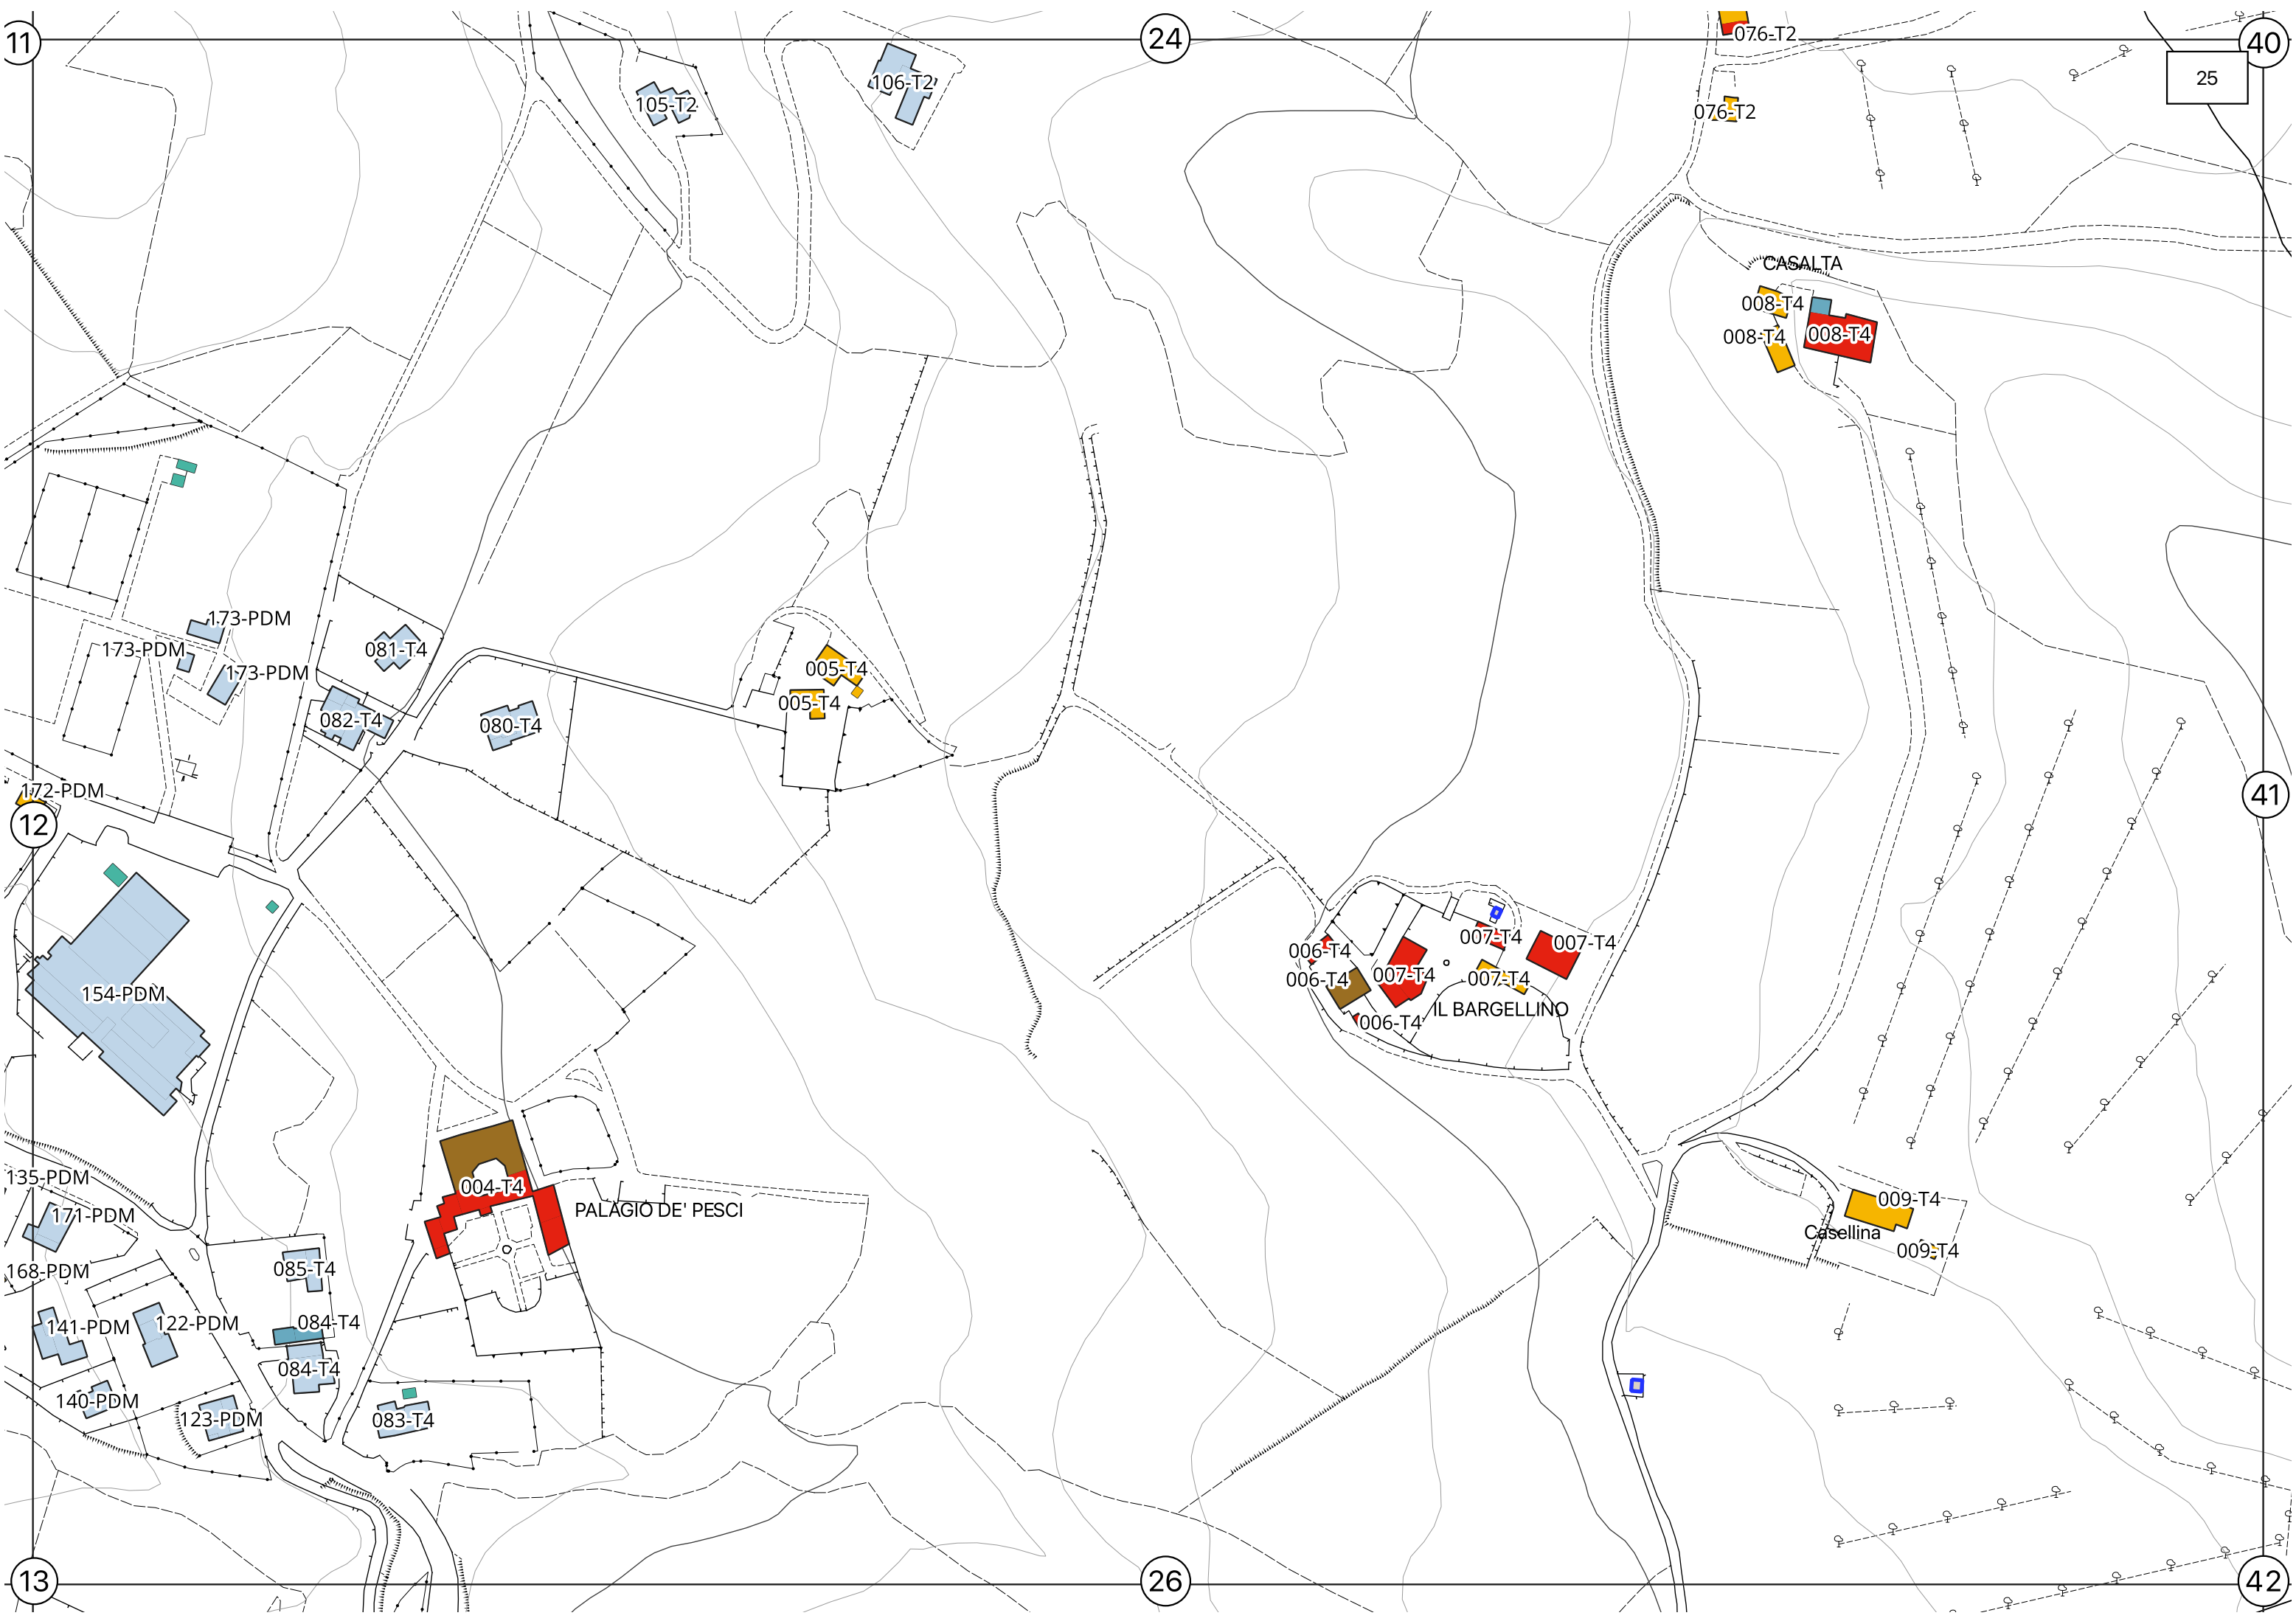 11
24
40
25
076-T2
076-T2
105-T2
106-T2
CASALTA
008-T4
008-T4
008-T4
173-PDM
173-PDM
173-PDM
081-T4
082-T4
080-T4
005-T4
005-T4
172-PDM
12
41
154-PDM
006-T4
006-T4
006-T4
007-T4
007-T4
007-T4
007-T4
IL BARGELLINO
135-PDM
171-PDM
168-PDM
004-T4
PALAGIO DE' PESCI
009-T4
Casellina
009-T4
085-T4
084-T4
084-T4
141-PDM
122-PDM
140-PDM
123-PDM
083-T4
13
26
42